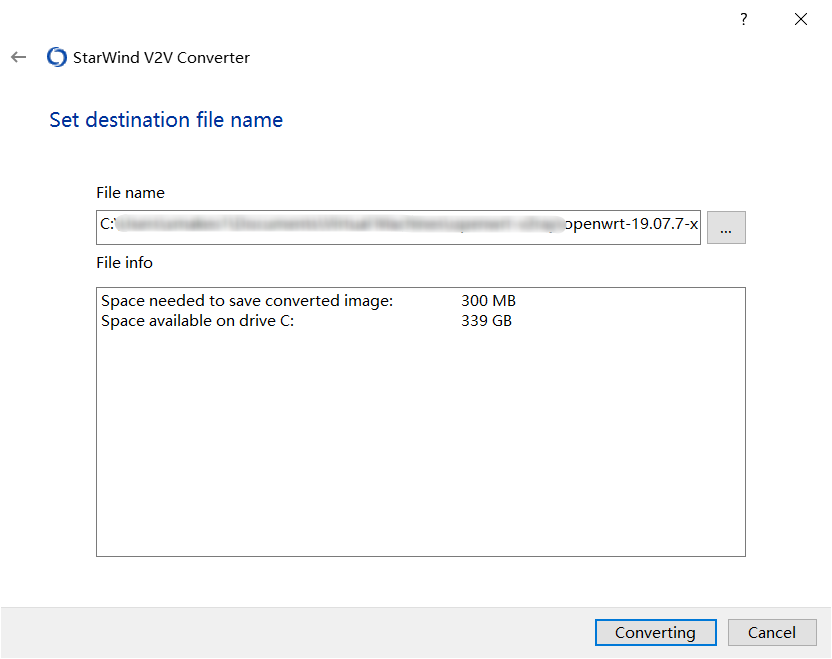 ?
StarWind V2V Converter
Set destination file name
File name
C:\ openwrt-19.07.7-x
...
File info
Space needed to save converted image: 300 MB
Space available on drive C: 339 GB
Converting Cancel